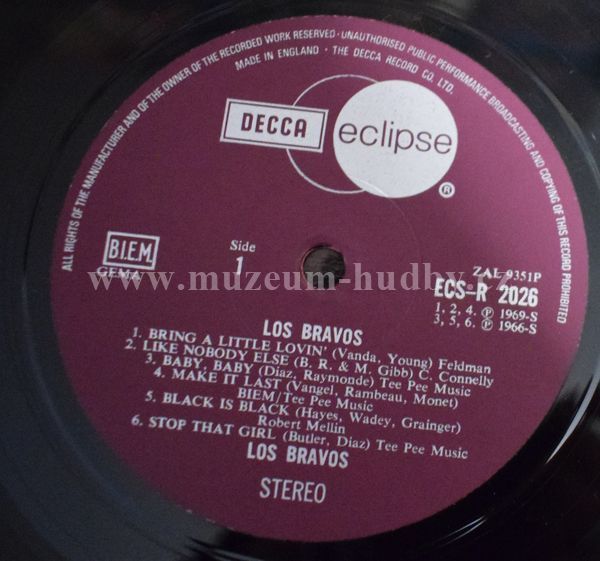 ALL RIGHTS OF THE MANUFACTURER AND OF THE OWNER OF THE RECORDED WORK RESERVED · UNAUTHORISED PUBLIC PERFORMANCE BROADCASTING AND COPYING OF THIS RECORD PROHIBITED
MADE IN ENGLAND · THE DECCA RECORD CO. LTD.
DECCA eclipse
®
B.I.E.M.
GEMA
Side
1
ZAL 9351P
ECS-R 2026
1, 2, 4. ℗ 1969-S
3, 5, 6. ℗ 1966-S
www.muzeum-hudby.cz
LOS BRAVOS
1. BRING A LITTLE LOVIN' (Vanda, Young) Feldman
2. LIKE NOBODY ELSE (B. R. & M. Gibb) C. Connelly
3. BABY, BABY (Diaz, Raymonde) Tee Pee Music
4. MAKE IT LAST (Vangel, Rambeau, Monet)
BIEM/Tee Pee Music
5. BLACK IS BLACK (Hayes, Wadey, Grainger)
Robert Mellin
6. STOP THAT GIRL (Butler, Diaz) Tee Pee Music
LOS BRAVOS
STEREO